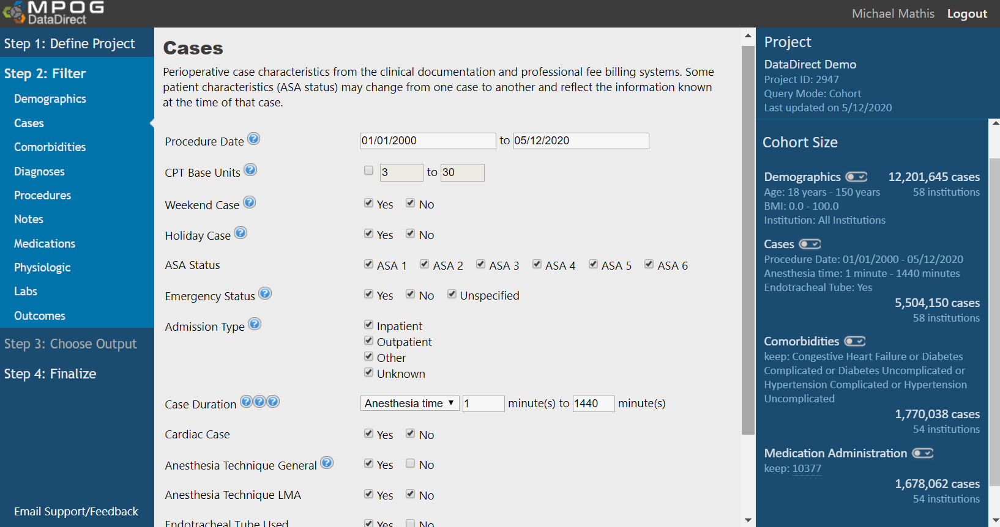 MPOG
DataDirect
Michael Mathis Logout
Step 1: Define Project
Step 2: Filter
Demographics
Cases
Comorbidities
Diagnoses
Procedures
Notes
Medications
Physiologic
Labs
Outcomes
Step 3: Choose Output
Step 4: Finalize
Email Support/Feedback
Cases
Perioperative case characteristics from the clinical documentation and professional fee billing systems. Some
patient characteristics (ASA status) may change from one case to another and reflect the information known
at the time of that case.
Procedure Date ? 01/01/2000 to 05/12/2020
CPT Base Units ? 3 to 30
Weekend Case ? Yes No
Holiday Case ? Yes No
ASA Status ASA 1 ASA 2 ASA 3 ASA 4 ASA 5 ASA 6
Emergency Status ? Yes No Unspecified
Admission Type ? Inpatient
Outpatient
Other
Unknown
Case Duration ? ? ? Anesthesia time 1 minute(s) to 1440 minute(s)
Cardiac Case Yes No
Anesthesia Technique General ? Yes No
Anesthesia Technique LMA Yes No
Endotracheal Tube Used Yes No
Project
DataDirect Demo
Project ID: 2947
Query Mode: Cohort
Last updated on 5/12/2020
Cohort Size
Demographics 12,201,645 cases
Age: 18 years - 150 years 58 institutions
BMI: 0.0 - 100.0
Institution: All Institutions
Cases
Procedure Date: 01/01/2000 - 05/12/2020
Anesthesia time: 1 minute - 1440 minutes
Endotracheal Tube: Yes
5,504,150 cases
58 institutions
Comorbidities
keep: Congestive Heart Failure or Diabetes
Complicated or Diabetes Uncomplicated or
Hypertension Complicated or Hypertension
Uncomplicated
1,770,038 cases
54 institutions
Medication Administration
keep: 10377
1,678,062 cases
54 institutions